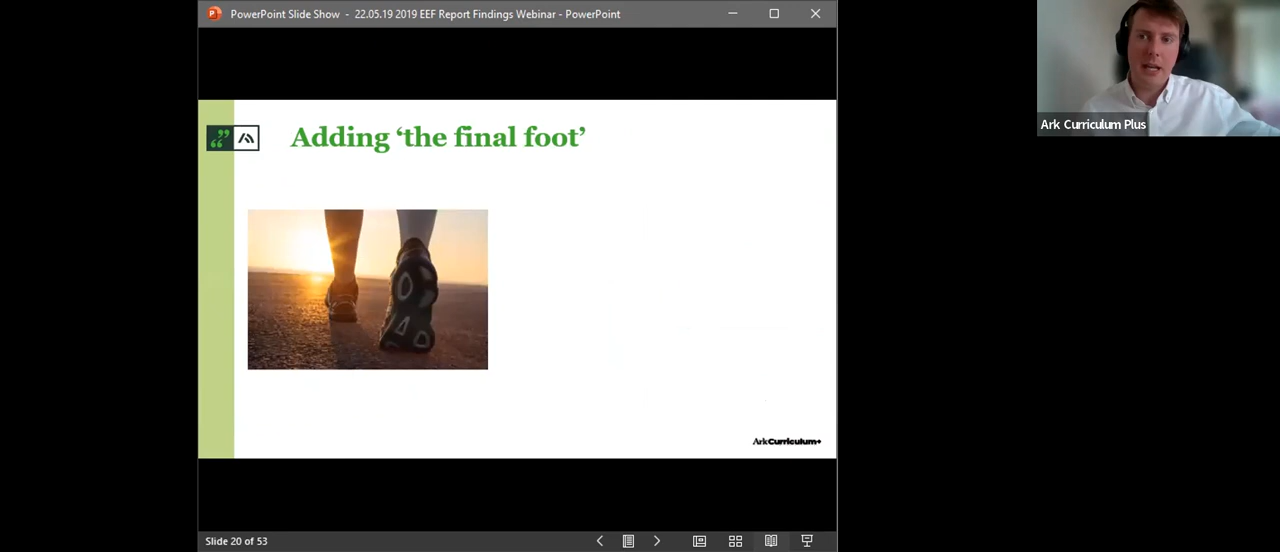 PowerPoint Slide Show - 22.05.19 2019 EEF Report Findings Webinar - PowerPoint
Ark Curriculum Plus
Adding ‘the final foot’
ArkCurriculum+
Slide 20 of 53